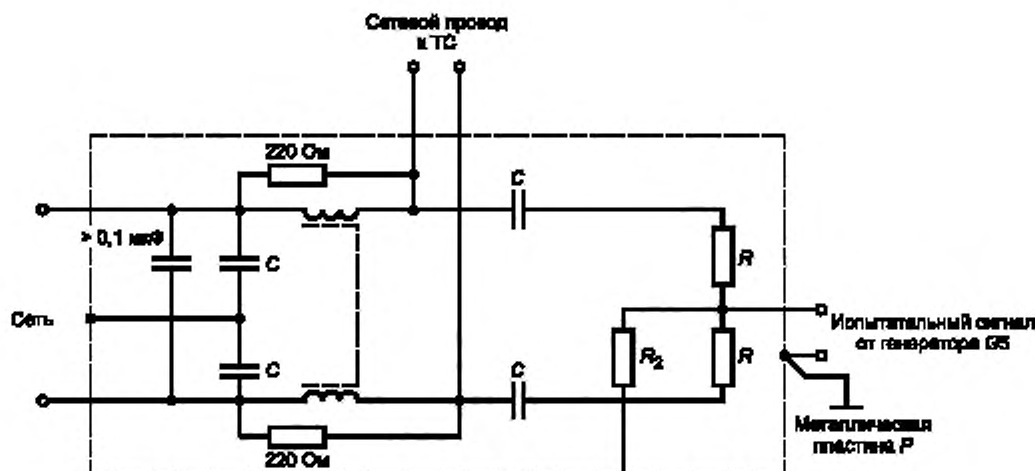 Сетевой провод
к ТС
220 Ом
C
> 0,1 мкФ
C
R
Сеть
Испытательный сигнал
от генератора G5
R2
R
C
C
Металлическая
пластина P
220 Ом